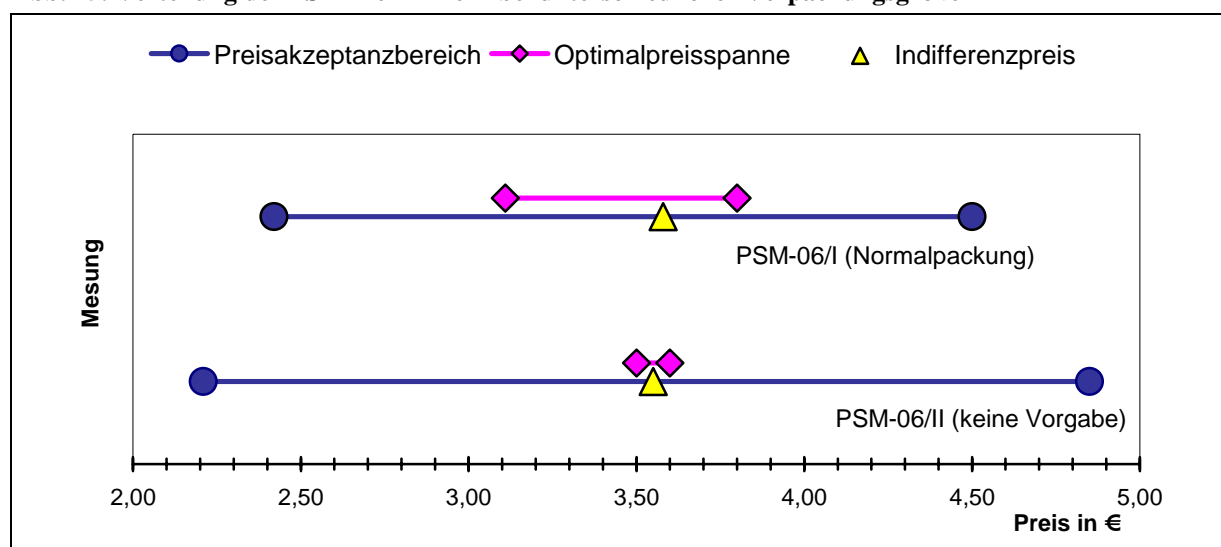 Preisakzeptanzbereich Optimalpreisspanne Indifferenzpreis
PSM-06/I (Normalpackung)
Mesung
PSM-06/II (keine Vorgabe)
2,00 2,50 3,00 3,50 4,00 4,50 5,00
Preis in €